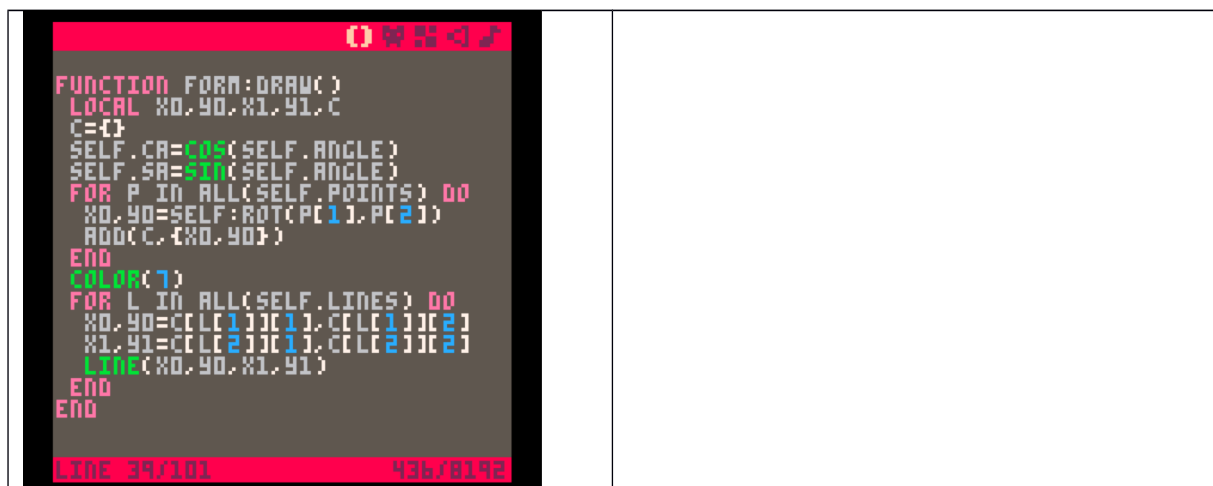 FUNCTION FORM:DRAW()
LOCAL X0,Y0,X1,Y1,C
C={}
SELF.CA=COS(SELF.ANGLE)
SELF.SA=SIN(SELF.ANGLE)
FOR P IN ALL(SELF.POINTS) DO
X0,Y0=SELF:ROT(P[1],P[2])
ADD(C,{X0,Y0})
END
COLOR(7)
FOR L IN ALL(SELF.LINES) DO
X0,Y0=C[L[1]][1],C[L[1]][2]
X1,Y1=C[L[2]][1],C[L[2]][2]
LINE(X0,Y0,X1,Y1)
END
END
LINE 39/101 436/8192